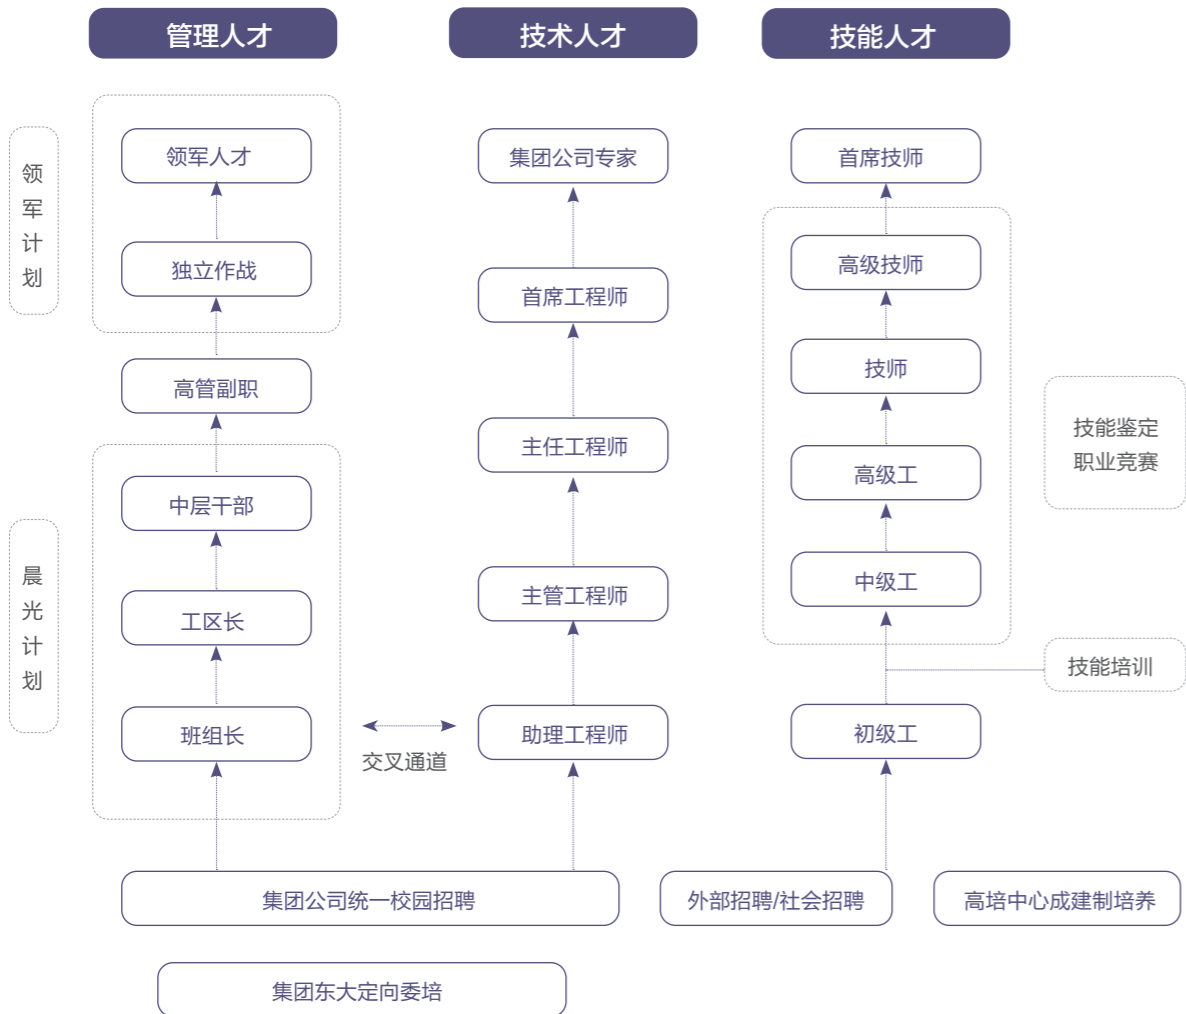 管理人才
技术人才
技能人才
领军计划
领军人才
集团公司专家
首席技师
独立作战
首席工程师
高级技师
高管副职
技师
技能鉴定
职业竞赛
主任工程师
高级工
中层干部
晨光计划
主管工程师
中级工
工区长
技能培训
班组长
交叉通道
助理工程师
初级工
集团公司统一校园招聘
外部招聘/社会招聘
高培中心成建制培养
集团东大定向委培